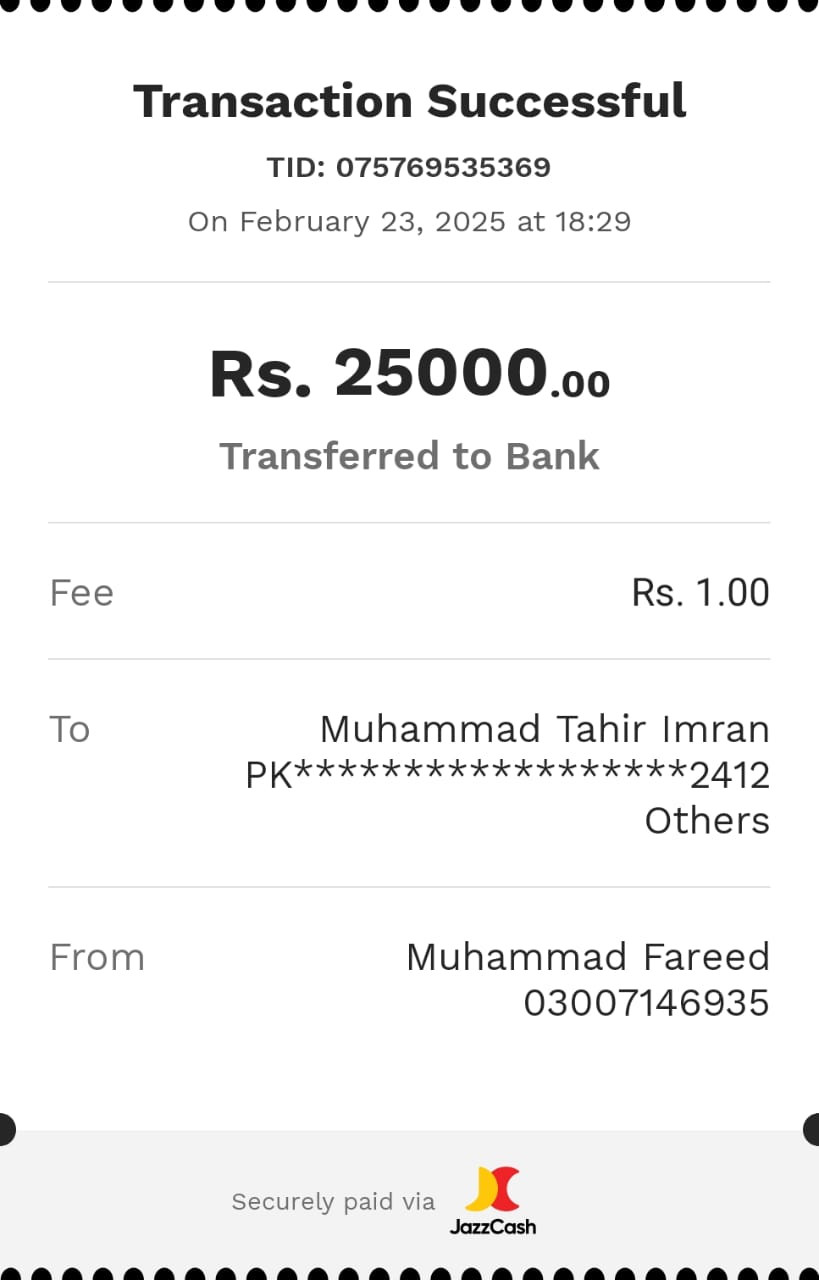 Transaction Successful
TID: 075769535369
On February 23, 2025 at 18:29
Rs. 25000.00
Transferred to Bank
Fee Rs. 1.00
To Muhammad Tahir Imran
PK******************2412
Others
From Muhammad Fareed
03007146935
Securely paid via JazzCash